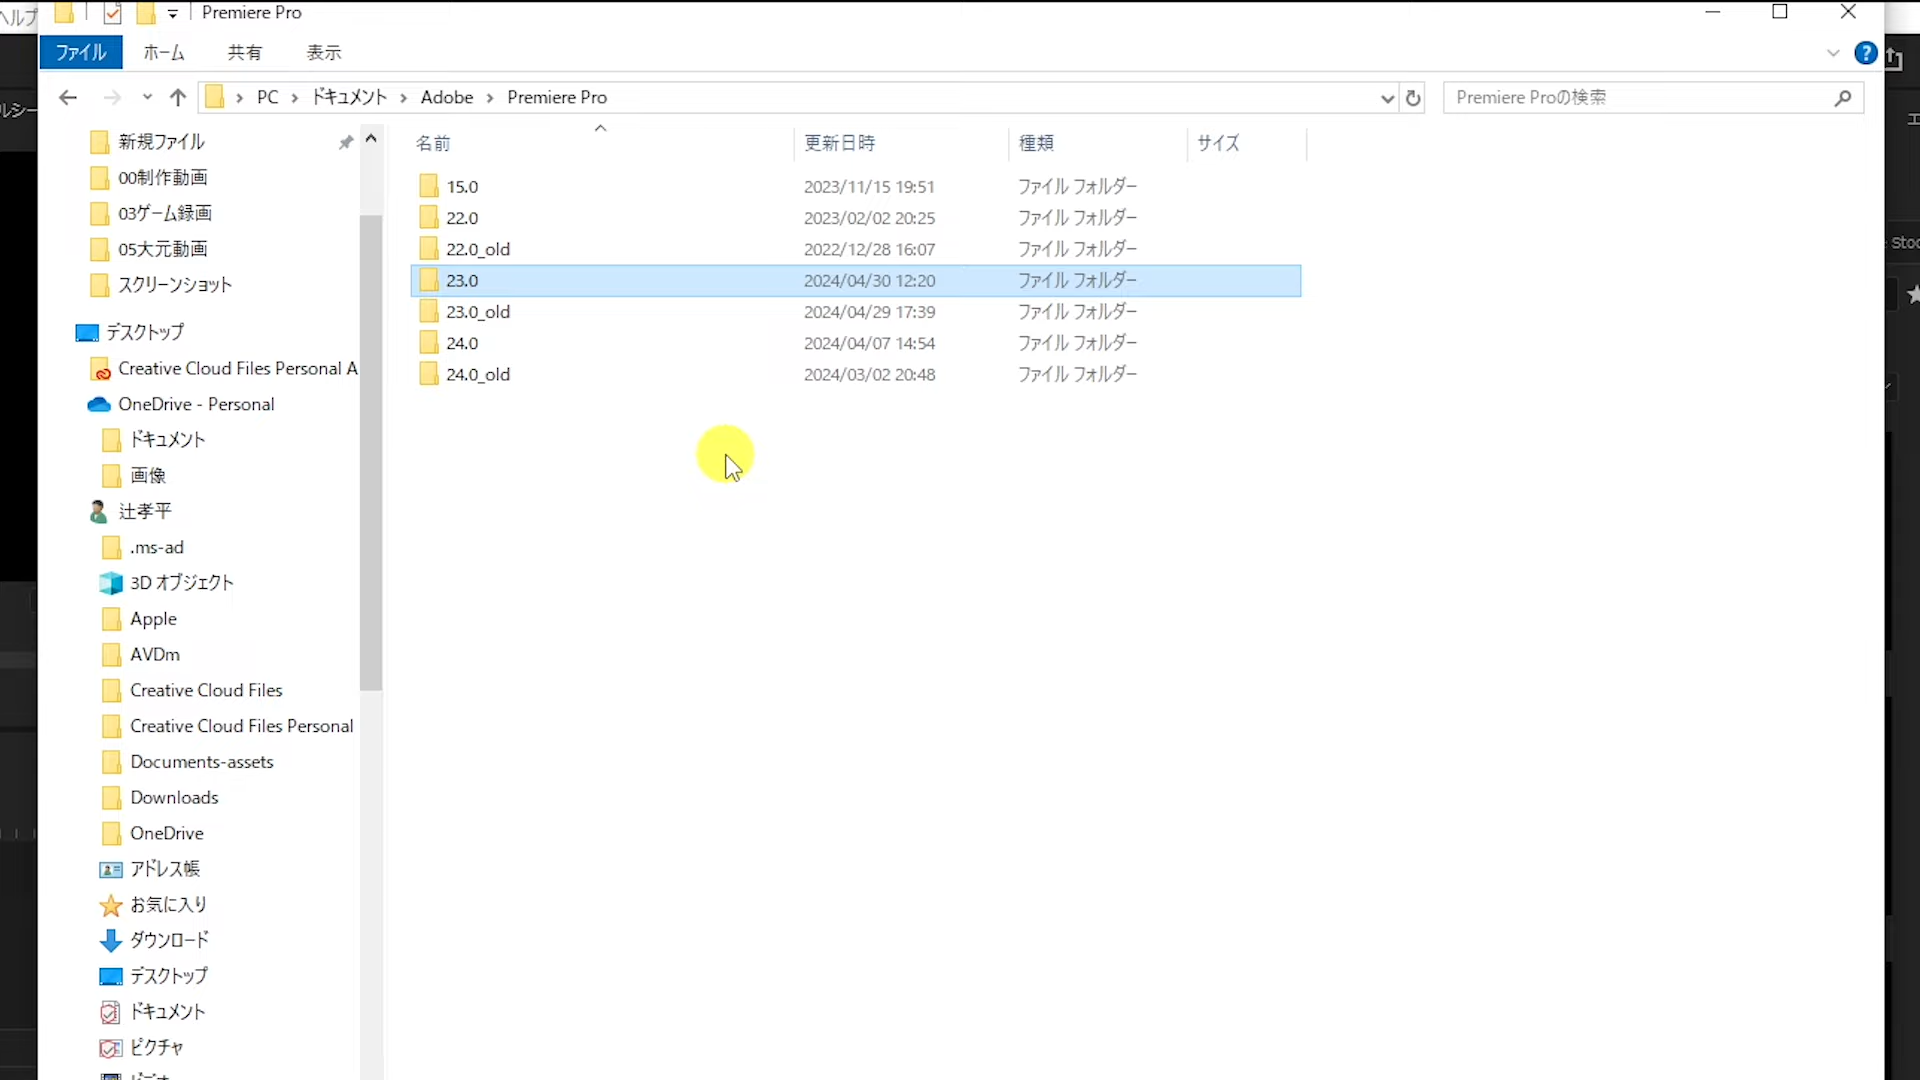 ヘルプ
Premiere Pro
ファイル ホーム 共有 表示
PC ドキュメント Adobe Premiere Pro
Premiere Proの検索
ルシー
新規ファイル
00制作動画
03ゲーム録画
05大元動画
スクリーンショット
デスクトップ
Creative Cloud Files Personal A
OneDrive - Personal
ドキュメント
画像
辻孝平
.ms-ad
3D オブジェクト
Apple
AVDm
Creative Cloud Files
Creative Cloud Files Personal
Documents-assets
Downloads
OneDrive
アドレス帳
お気に入り
ダウンロード
デスクトップ
ドキュメント
ピクチャ
名前 更新日時 種類 サイズ
15.0 2023/11/15 19:51 ファイル フォルダー
22.0 2023/02/02 20:25 ファイル フォルダー
22.0_old 2022/12/28 16:07 ファイル フォルダー
23.0 2024/04/30 12:20 ファイル フォルダー
23.0_old 2024/04/29 17:39 ファイル フォルダー
24.0 2024/04/07 14:54 ファイル フォルダー
24.0_old 2024/03/02 20:48 ファイル フォルダー
エ
Stoc